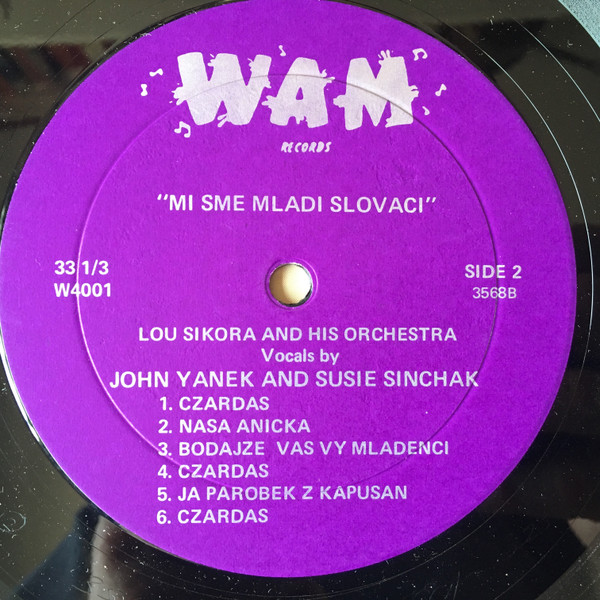 WAM
RECORDS
"MI SME MLADI SLOVACI"
33 1/3
W4001
SIDE 2
3568B
LOU SIKORA AND HIS ORCHESTRA
Vocals by
JOHN YANEK AND SUSIE SINCHAK
1. CZARDAS
2. NASA ANICKA
3. BODAJZE VAS VY MLADENCI
4. CZARDAS
5. JA PAROBEK Z KAPUSAN
6. CZARDAS